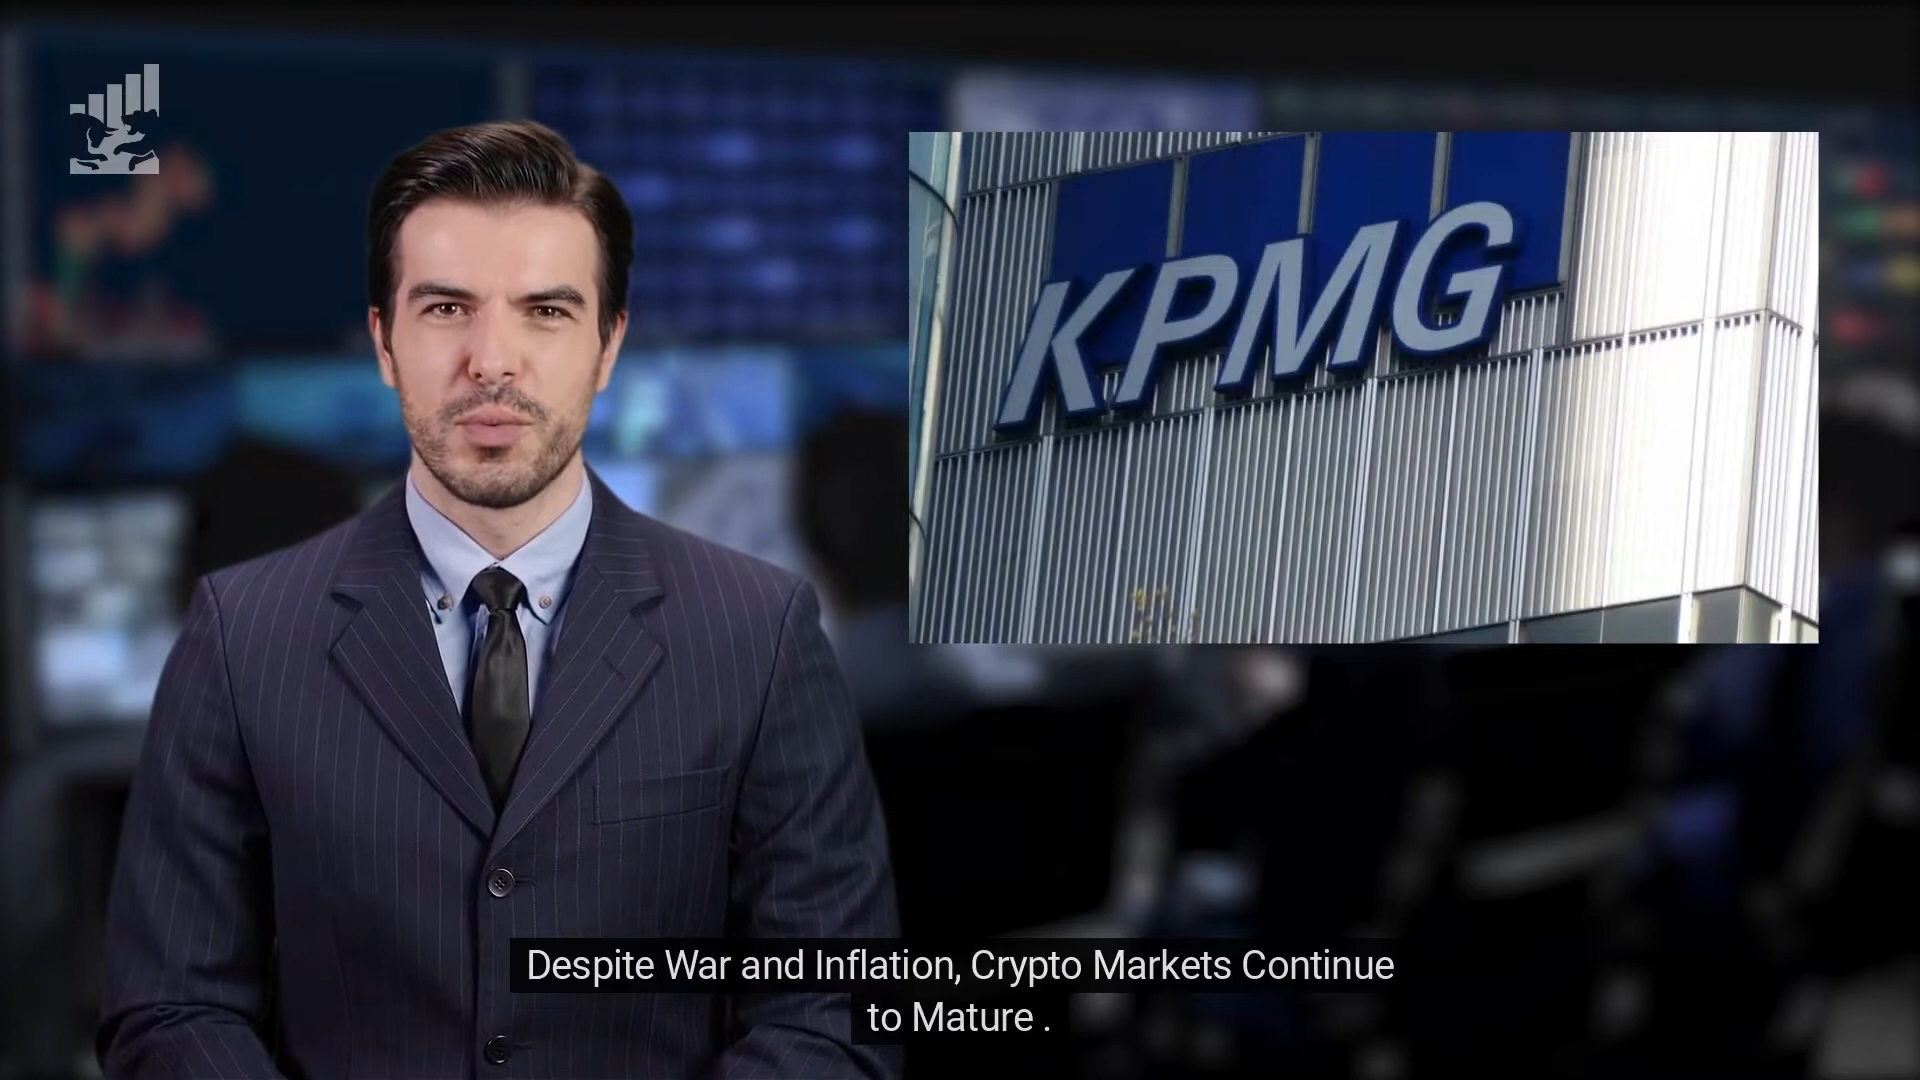 KPMG
Despite War and Inflation, Crypto Markets Continue
to Mature .